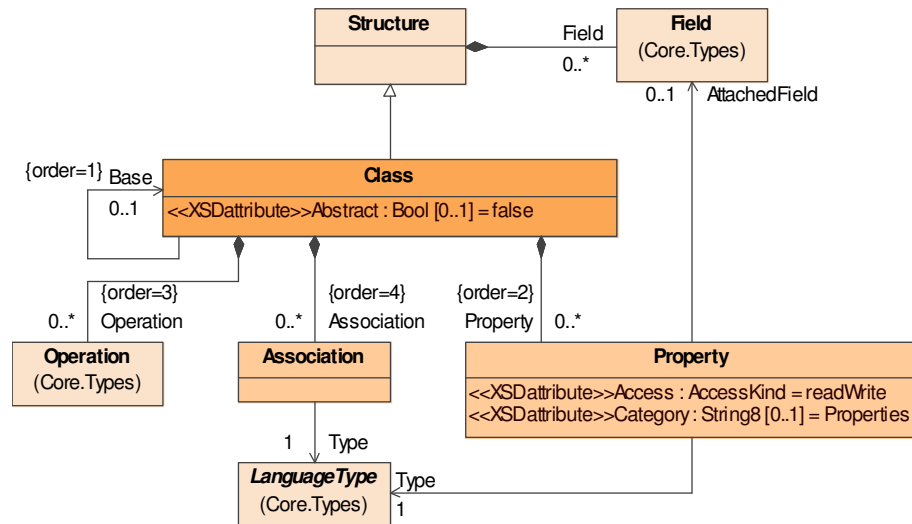 Structure
Field
(Core.Types)
Field
0..*
0..1
AttachedField
{order=1}
Base
0..1
Class
<<XSDattribute>>Abstract : Bool [0..1] = false
{order=3}
0..*
Operation
{order=4}
0..*
Association
{order=2}
Property
0..*
Operation
(Core.Types)
Association
Property
<<XSDattribute>>Access : AccessKind = readWrite
<<XSDattribute>>Category : String8 [0..1] = Properties
1
Type
LanguageType
(Core.Types)
Type
1